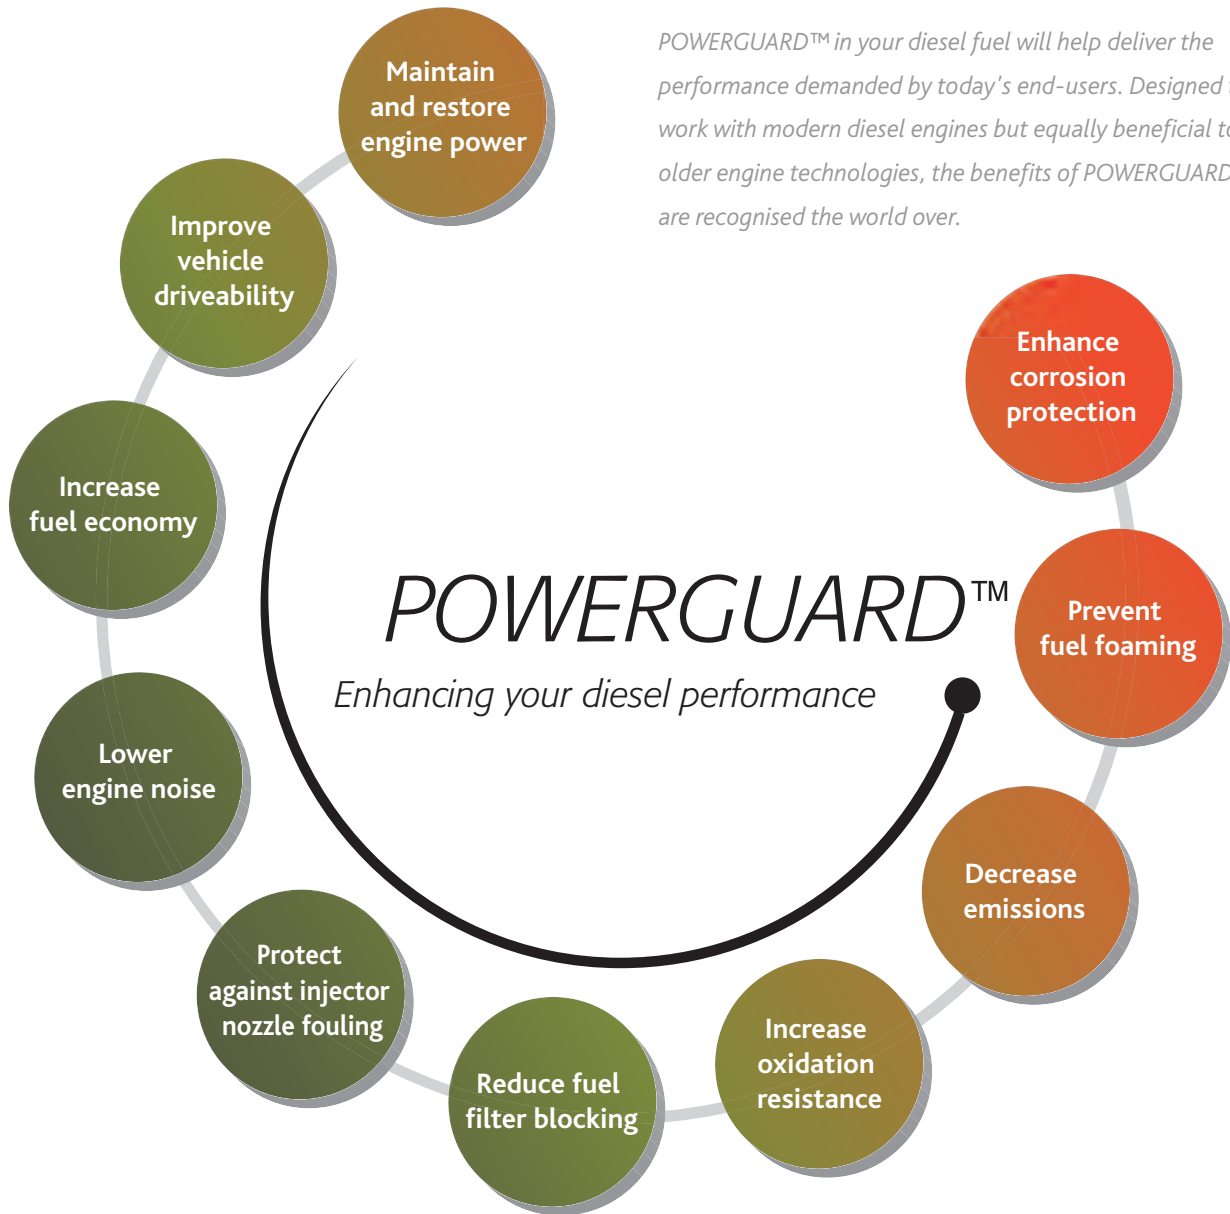 POWERGUARD™ in your diesel fuel will help deliver the
performance demanded by today's end-users. Designed
work with modern diesel engines but equally beneficial to
older engine technologies, the benefits of POWERGUARD
are recognised the world over.
Maintain
and restore
engine power
Improve
vehicle
driveability
Increase
fuel economy
Lower
engine noise
Protect
against injector
nozzle fouling
Reduce fuel
filter blocking
Increase
oxidation
resistance
Decrease
emissions
Prevent
fuel foaming
Enhance
corrosion
protection
POWERGUARD™
Enhancing your diesel performance